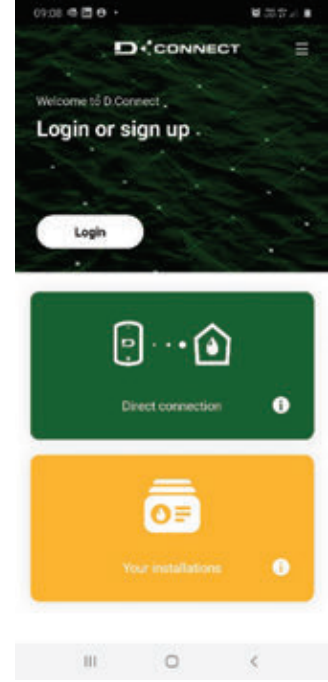 09:08
D CONNECT
Welcome to D.Connect
Login or sign up
Login
Direct connection
i
Your installations
i